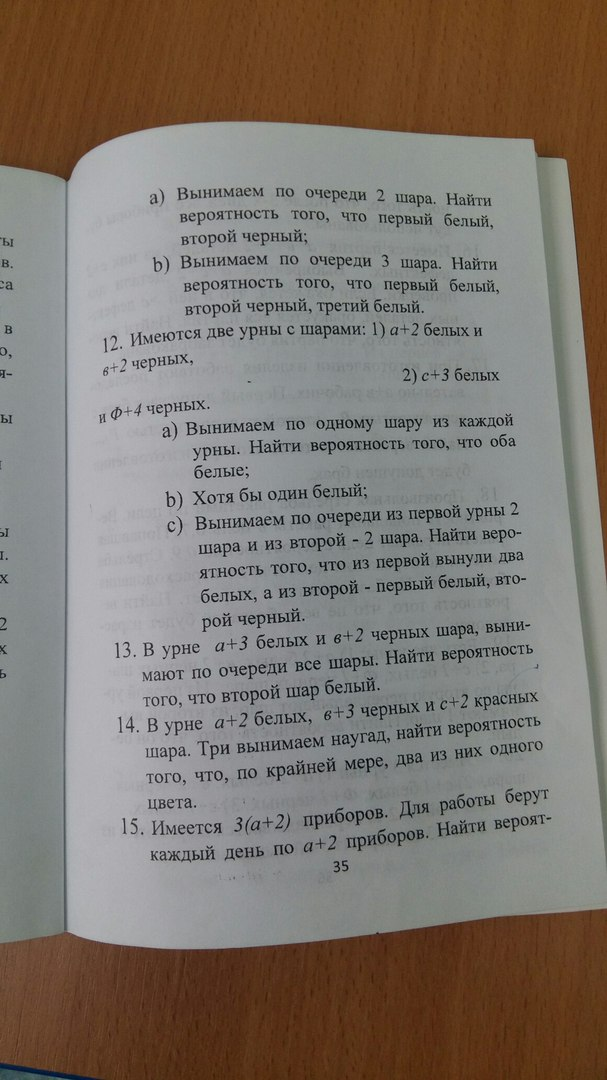 ты
в.
са
в
о,
я-
ы
ы
.
х
2
х
ь
а) Вынимаем по очереди 2 шара. Найти
вероятность того, что первый белый,
второй черный;
b) Вынимаем по очереди 3 шара. Найти
вероятность того, что первый белый,
второй черный, третий белый.
12. Имеются две урны с шарами: 1) а+2 белых и
в+2 черных,
2) с+3 белых
и Ф+4 черных.
а) Вынимаем по одному шару из каждой
урны. Найти вероятность того, что оба
белые;
b) Хотя бы один белый;
c) Вынимаем по очереди из первой урны 2
шара и из второй - 2 шара. Найти веро-
ятность того, что из первой вынули два
белых, а из второй - первый белый, вто-
рой черный.
13. В урне а+3 белых и в+2 черных шара, выни-
мают по очереди все шары. Найти вероятность
того, что второй шар белый.
14. В урне а+2 белых, в+3 черных и с+2 красных
шара. Три вынимаем наугад, найти вероятность
того, что, по крайней мере, два из них одного
цвета.
15. Имеется 3(а+2) приборов. Для работы берут
каждый день по а+2 приборов. Найти вероят-
35